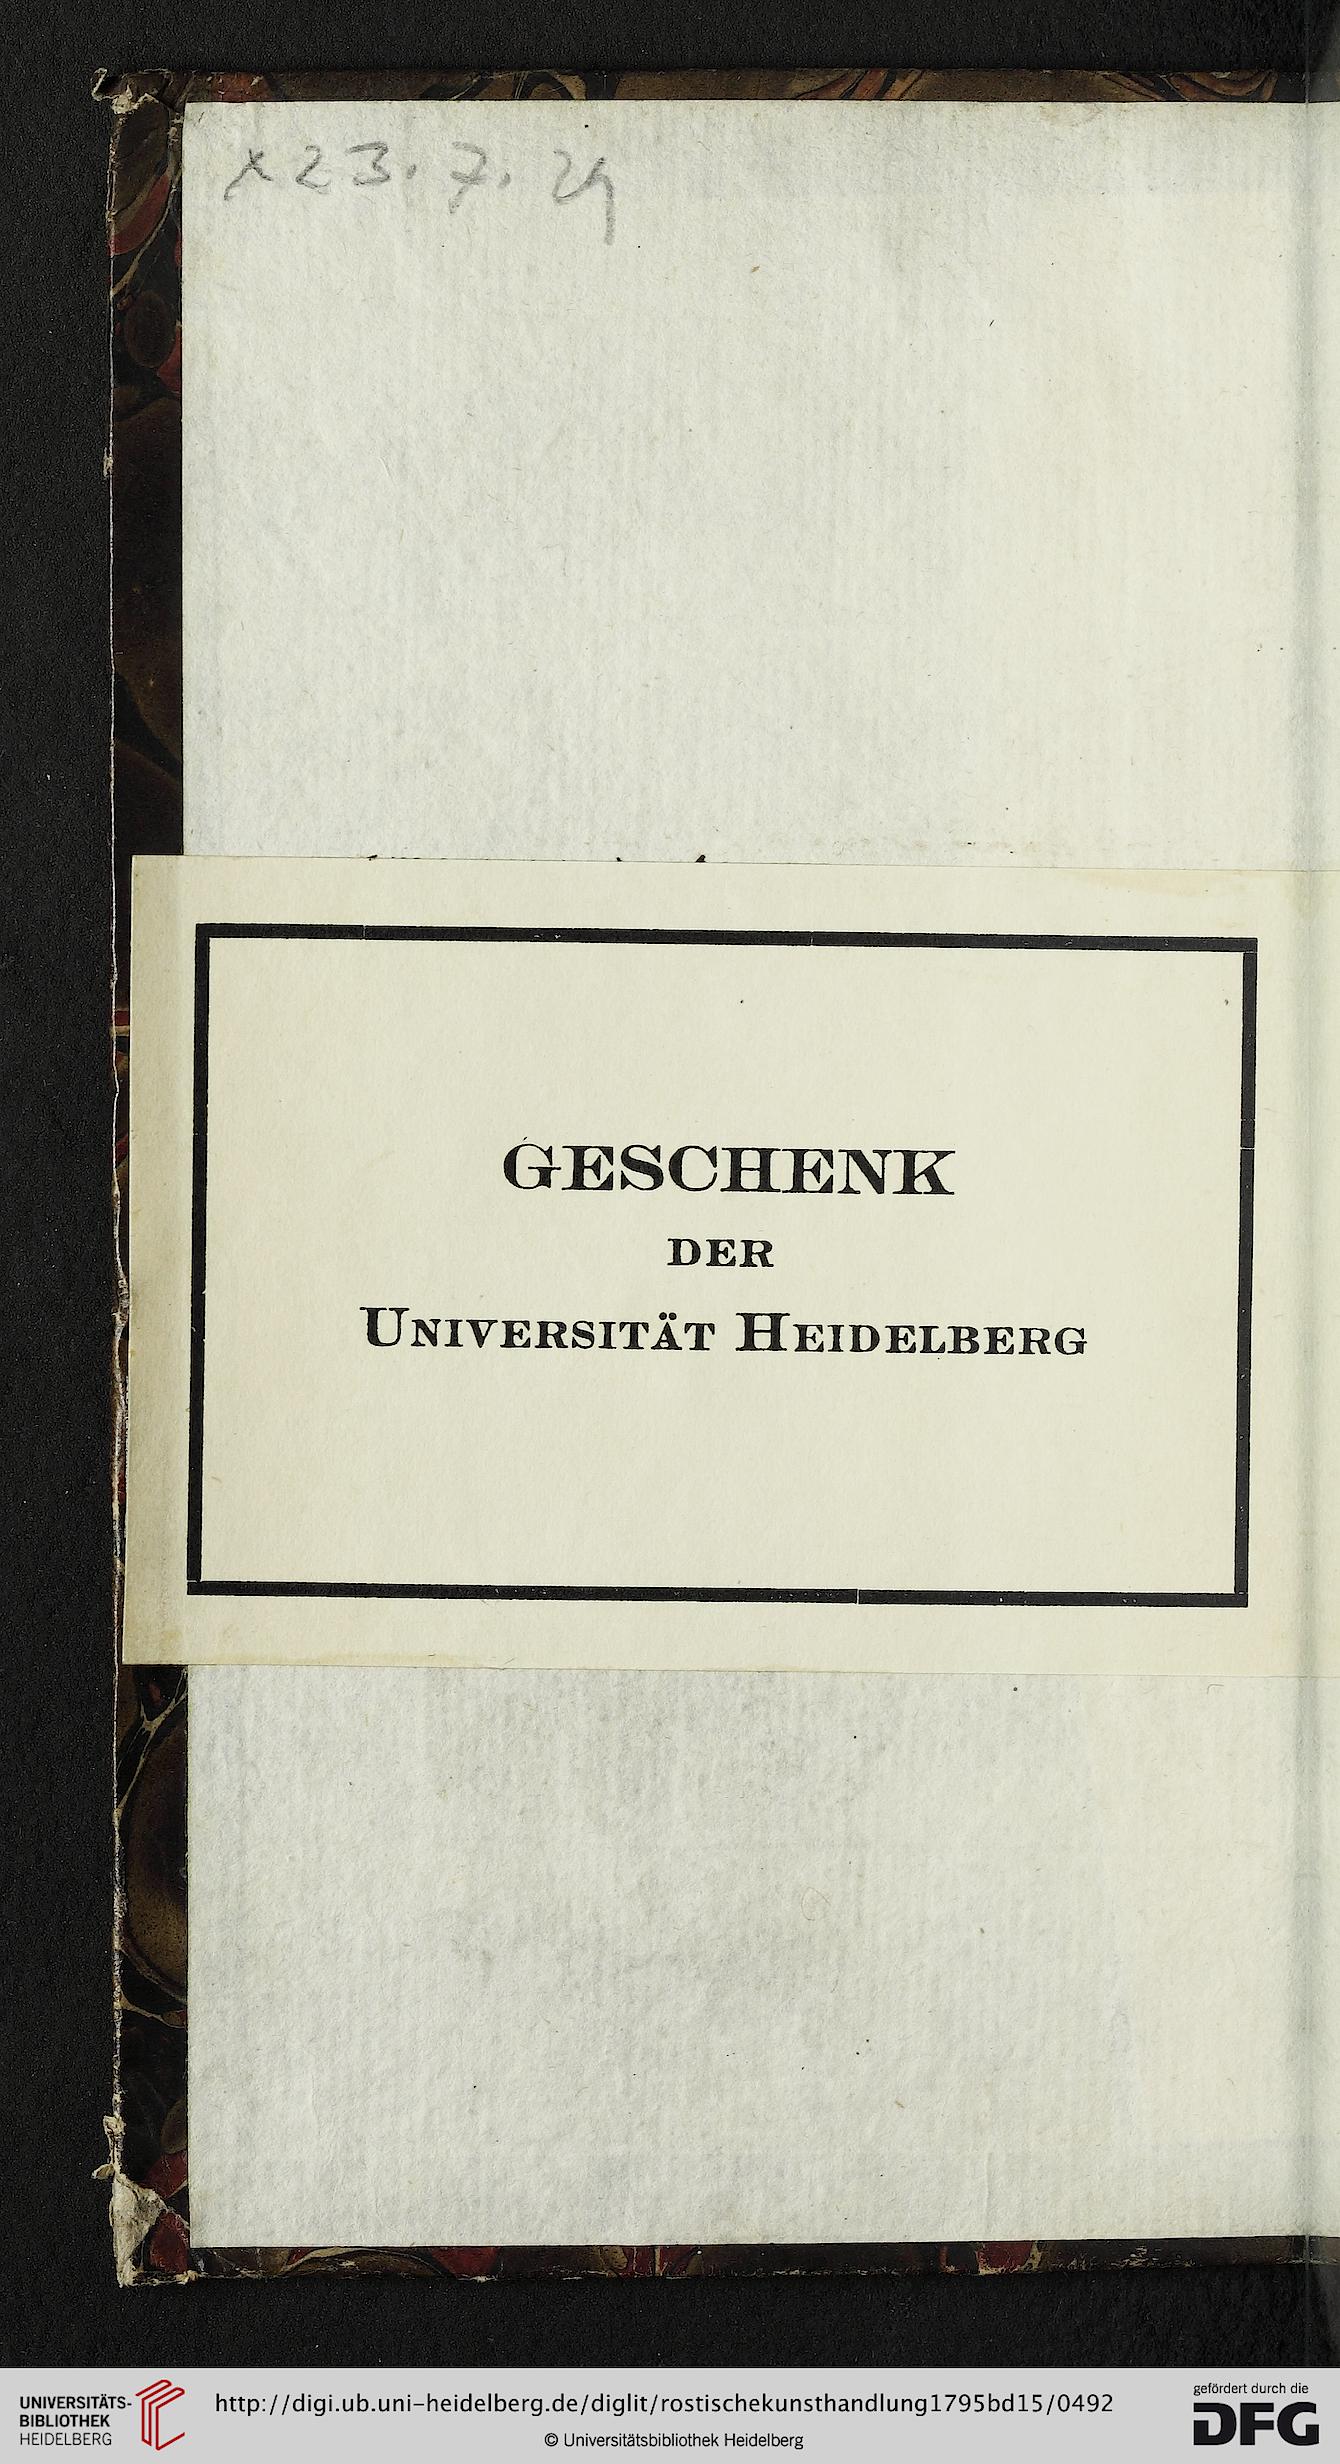 x 23. 7. 29
GESCHENK
DER
UNIVERSITÄT HEIDELBERG
UNIVERSITÄTS-
BIBLIOTHEK
HEIDELBERG
http://digi.ub.uni-heidelberg.de/diglit/rostischekunsthandlung1795bd15/0492
© Universitätsbibliothek Heidelberg
gefördert durch die
DFG